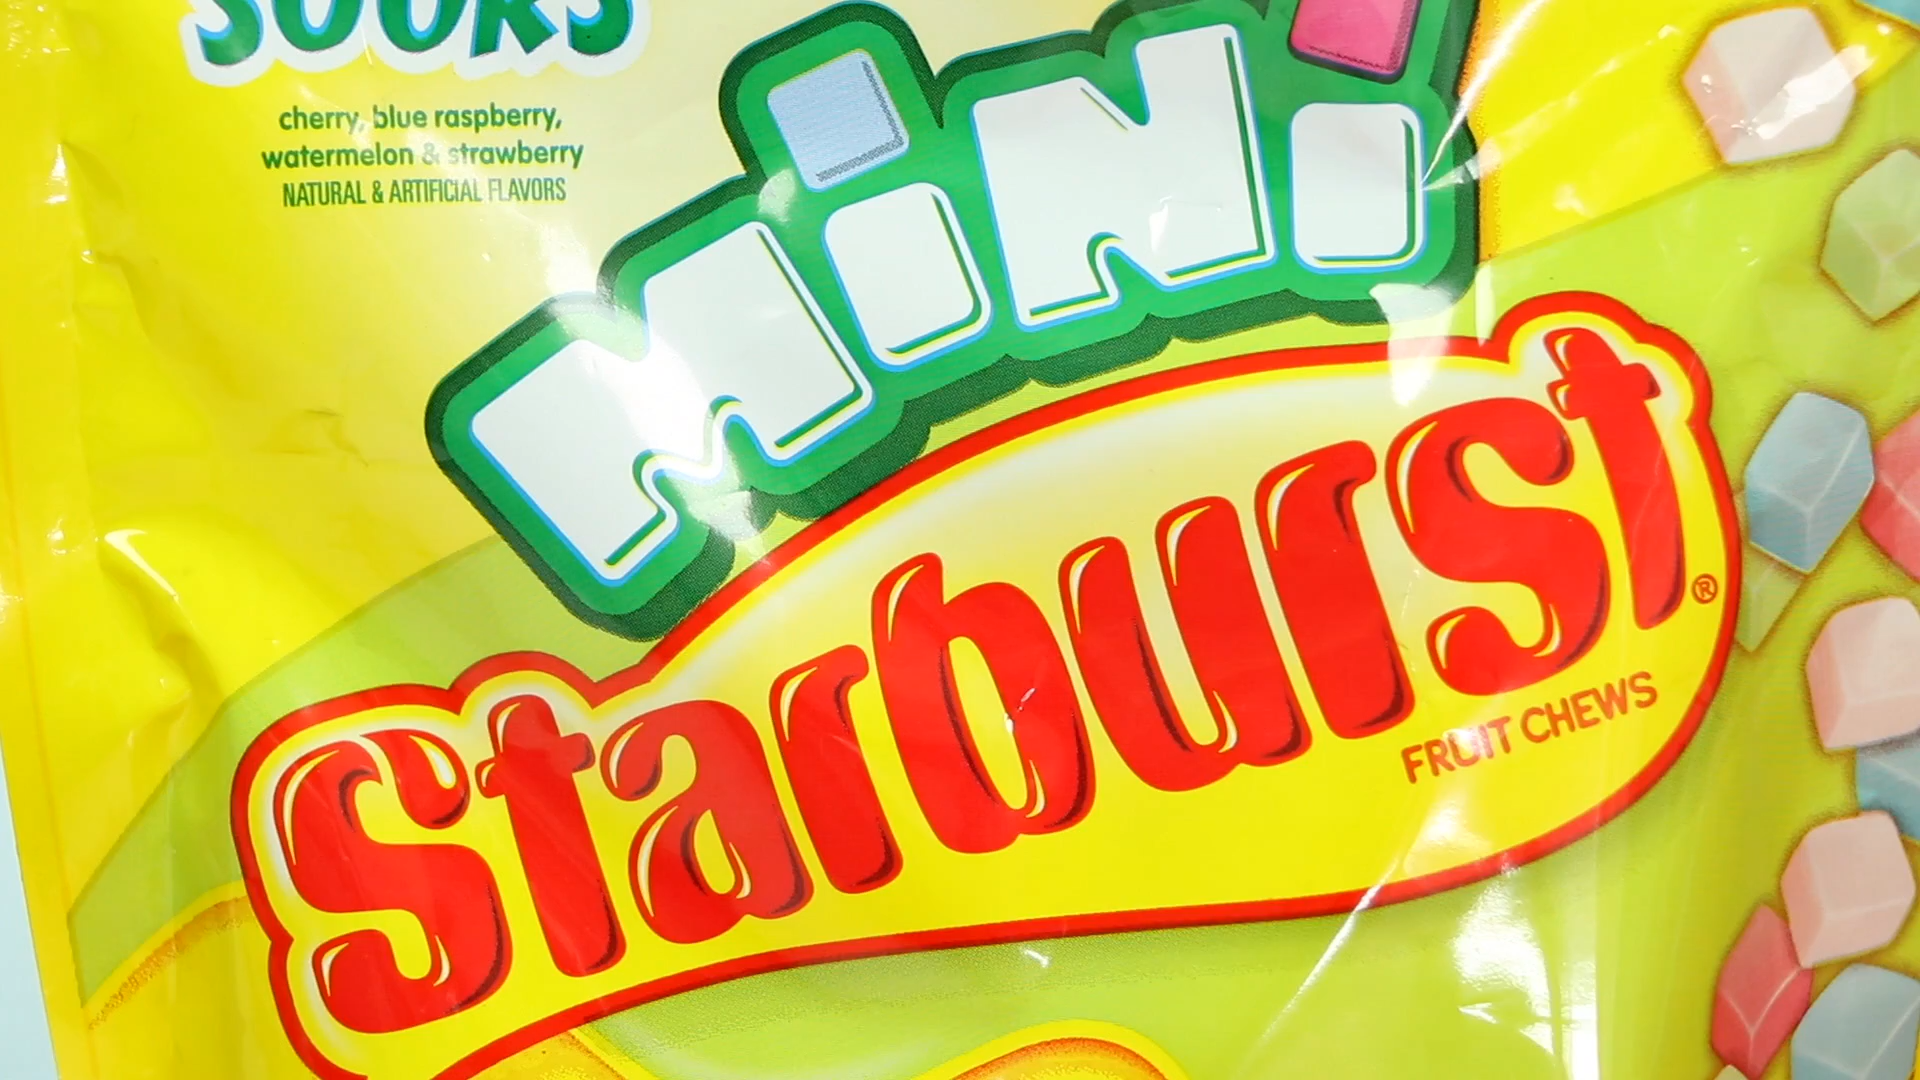 SOURS
cherry, blue raspberry,
watermelon & strawberry
NATURAL & ARTIFICIAL FLAVORS
MiNi
Starburst®
FRUIT CHEWS